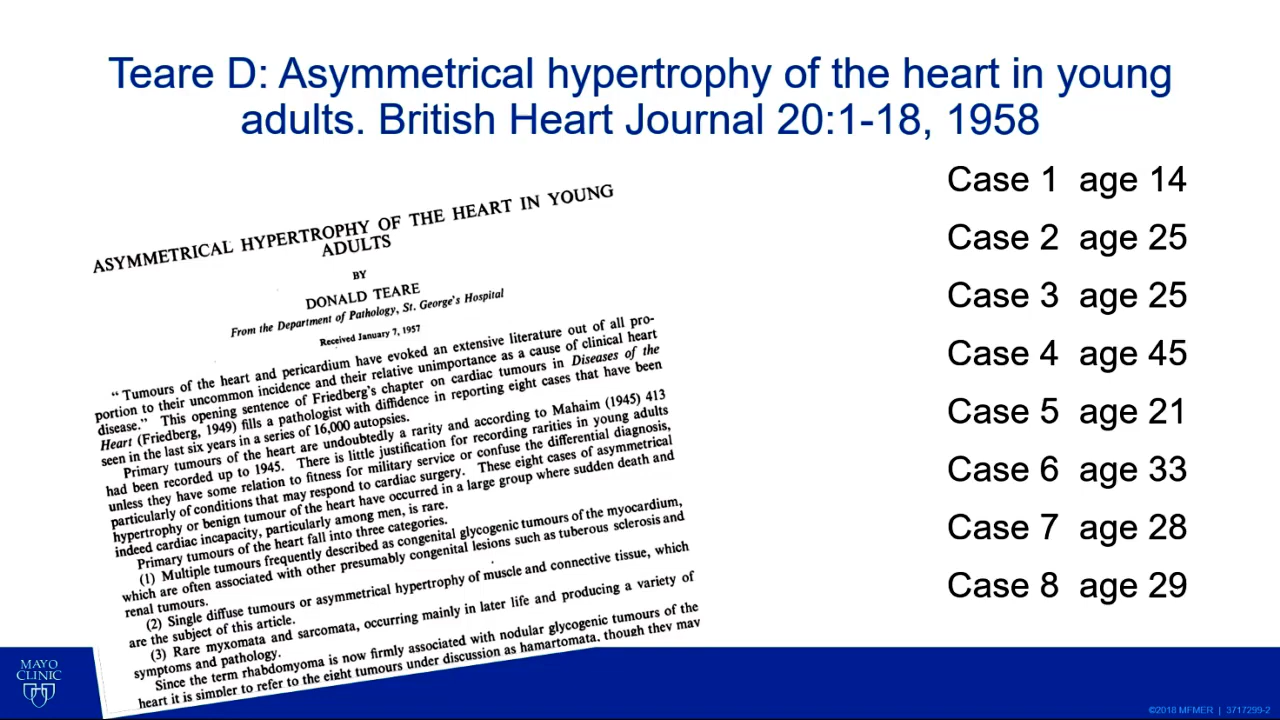 Teare D: Asymmetrical hypertrophy of the heart in young
adults. British Heart Journal 20:1-18, 1958
ASYMMETRICAL HYPERTROPHY OF THE HEART IN YOUNG
ADULTS
BY
DONALD TEARE
From the Department of Pathology, St. George's Hospital
Received January 7, 1957
“ Tumours of the heart and pericardium have evoked an extensive literature out of all pro-
portion to their uncommon incidence and their relative unimportance as a cause of clinical heart
disease.” This opening sentence of Friedberg's chapter on cardiac tumours in Diseases of the
Heart (Friedberg, 1949) fills a pathologist with diffidence in reporting eight cases that have been
seen in the last six years in a series of 16,000 autopsies.
Primary tumours of the heart are undoubtedly a rarity and according to Mahaim (1945) 413
had been recorded up to 1945. There is little justification for recording rarities in young adults
unless they have some relation to fitness for military service or confuse the differential diagnosis,
particularly of conditions that may respond to cardiac surgery. These eight cases of asymmetrical
hypertrophy or benign tumour of the heart have occurred in a large group where sudden death and
indeed cardiac incapacity, particularly among men, is rare.
Primary tumours of the heart fall into three categories.
(1) Multiple tumours frequently described as congenital glycogenic tumours of the myocardium,
which are often associated with other presumably congenital lesions such as tuberous sclerosis and
renal tumours.
(2) Single diffuse tumours or asymmetrical hypertrophy of muscle and connective tissue, which
are the subject of this article.
(3) Rare myxomata and sarcomata, occurring mainly in later life and producing a variety of
symptoms and pathology.
Since the term rhabdomyoma is now firmly associated with nodular glycogenic tumours of the
heart it is simpler to refer to the eight tumours under discussion as hamartomata, though they may
Case 1 age 14
Case 2 age 25
Case 3 age 25
Case 4 age 45
Case 5 age 21
Case 6 age 33
Case 7 age 28
Case 8 age 29
MAYO
CLINIC
©2018 MFMER | 3717299-2